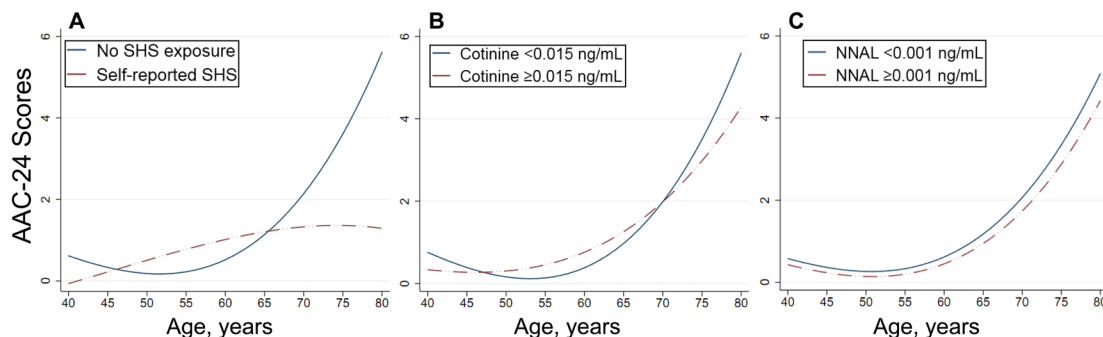 A
B
C
AAC-24 Scores
6
4
2
0
No SHS exposure
Self-reported SHS
40 45 50 55 60 65 70 75 80
Age, years
6
4
2
0
Cotinine <0.015 ng/mL
Cotinine ≥0.015 ng/mL
40 45 50 55 60 65 70 75 80
Age, years
6
4
2
0
NNAL <0.001 ng/mL
NNAL ≥0.001 ng/mL
40 45 50 55 60 65 70 75 80
Age, years